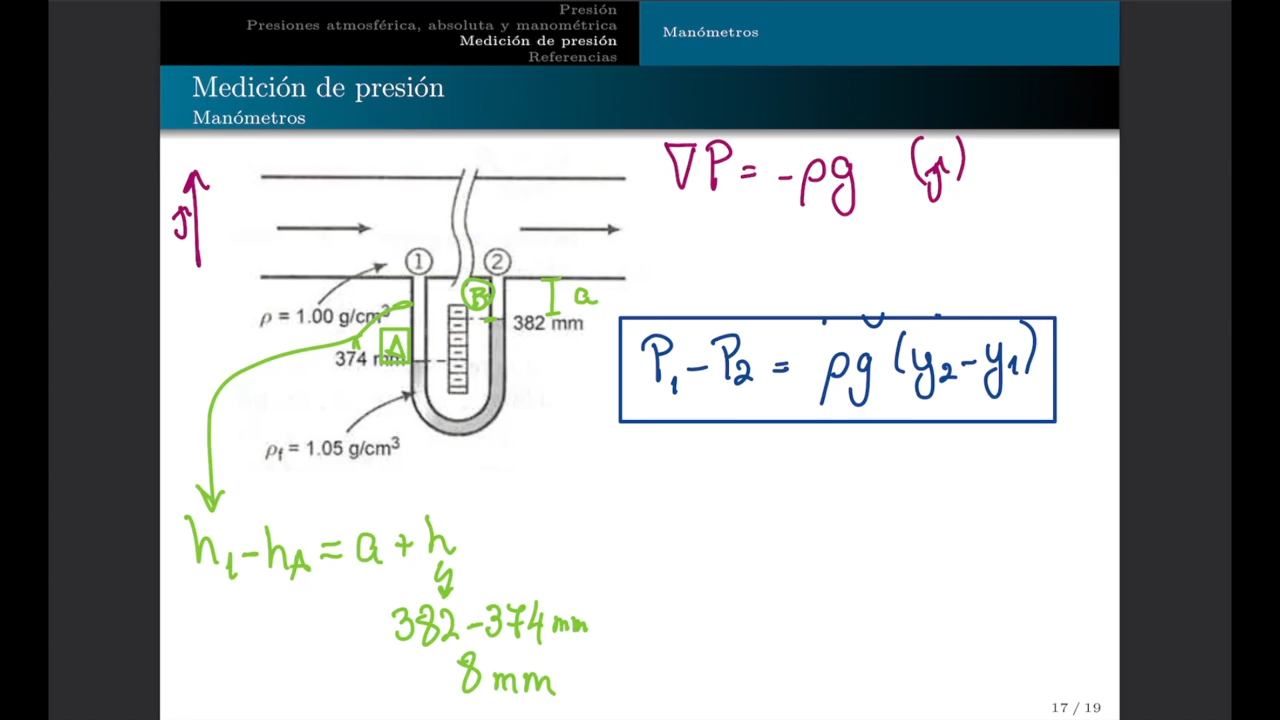 Presión
Presiones atmosférica, absoluta y manométrica
Medición de presión
Referencias
Manómetros
Medición de presión
Manómetros
∇P = -ρg (ŷ)
ŷ
1 2
B
a
ρ = 1.00 g/cm³
382 mm
A
374 mm
P₁ - P₂ = ρg (y₂ - y₁)
ρf = 1.05 g/cm³
h₁ - hA = a + h
382 - 374 mm
8 mm
17 / 19